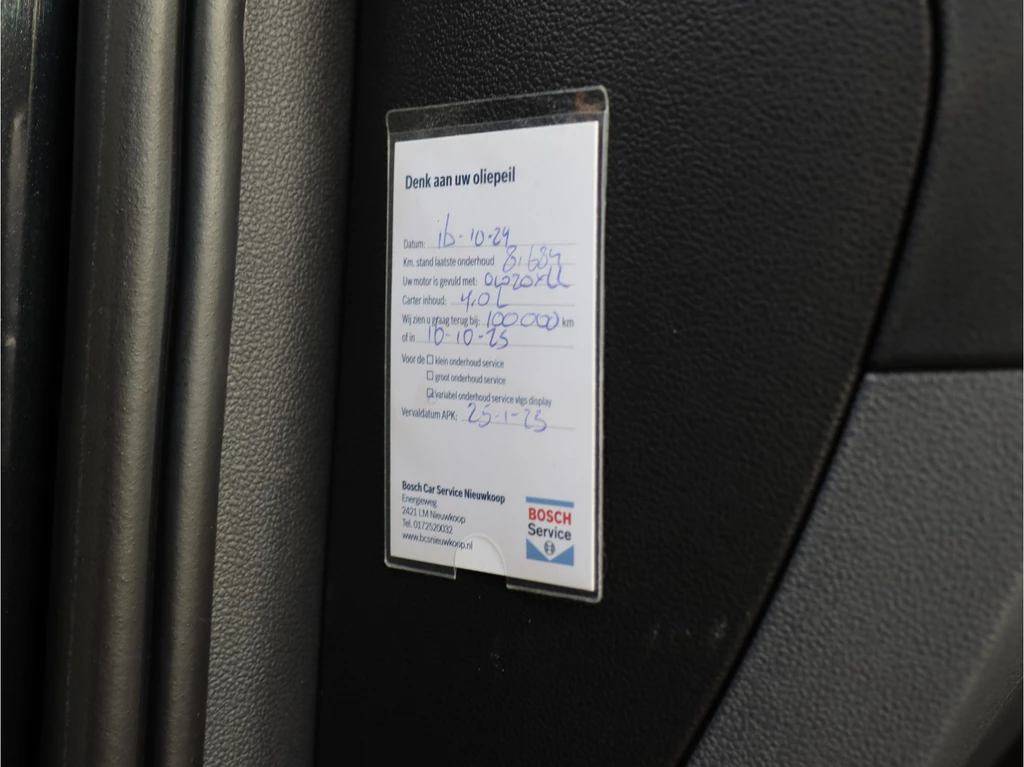 Denk aan uw oliepeil
Datum: 16-10-24
Km. stand laatste onderhoud 8.684
Uw motor is gevuld met: 0W20XLL
Carter inhoud: 4,0 L
Wij zien u graag terug bij: 100.000 km
of in 16-10-25
Voor de ☐ klein onderhoud service
☐ groot onderhoud service
☑ variabel onderhoud service vlgs display
Vervaldatum APK: 25-1-25
Bosch Car Service Nieuwkoop
Energieweg
2421 LM Nieuwkoop
Tel. 0172520032
www.bcsnieuwkoop.nl
BOSCH
Service